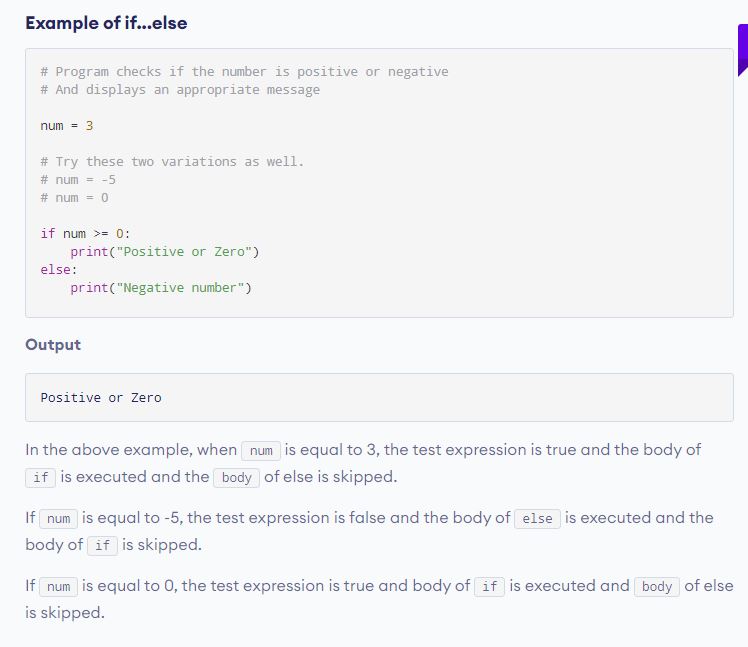 Example of if...else
# Program checks if the number is positive or negative
# And displays an appropriate message
num = 3
# Try these two variations as well.
# num = -5
# num = 0
if num >= 0:
    print("Positive or Zero")
else:
    print("Negative number")
Output
Positive or Zero
In the above example, when num is equal to 3, the test expression is true and the body of
if is executed and the body of else is skipped.
If num is equal to -5, the test expression is false and the body of else is executed and the
body of if is skipped.
If num is equal to 0, the test expression is true and body of if is executed and body of else
is skipped.